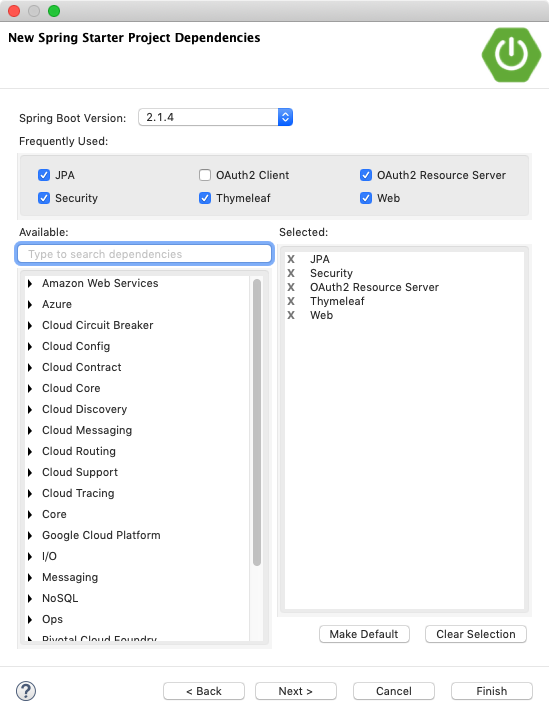 New Spring Starter Project Dependencies
Spring Boot Version: 2.1.4
Frequently Used:
JPA OAuth2 Client OAuth2 Resource Server
Security Thymeleaf Web
Available: Selected:
Type to search dependencies
X JPA
X Security
X OAuth2 Resource Server
X Thymeleaf
X Web
Amazon Web Services
Azure
Cloud Circuit Breaker
Cloud Config
Cloud Contract
Cloud Core
Cloud Discovery
Cloud Messaging
Cloud Routing
Cloud Support
Cloud Tracing
Core
Google Cloud Platform
I/O
Messaging
NoSQL
Ops
Pivotal Cloud Foundry
Make Default Clear Selection
? < Back Next > Cancel Finish